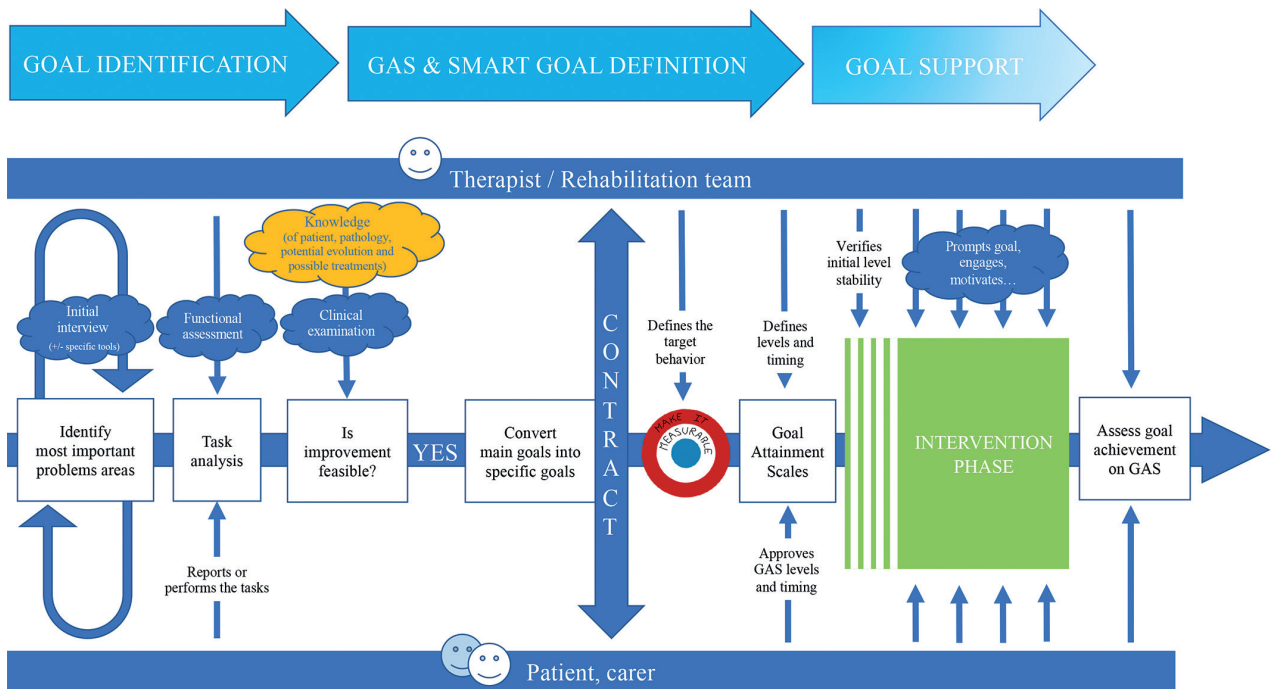 GOAL IDENTIFICATION
GAS & SMART GOAL DEFINITION
GOAL SUPPORT
Therapist / Rehabilitation team
Knowledge
(of patient, pathology,
potential evolution and
possible treatments)
Initial
interview
(+/- specific tools)
Functional
assessment
Clinical
examination
Defines the
target
behavior
Defines
levels and
timing
Verifies
initial level
stability
Prompts goal,
engages,
motivates…
Identify
most important
problems areas
Task
analysis
Is
improvement
feasible?
YES
Convert
main goals into
specific goals
CONTRACT
MAKE IT
MEASURABLE
Goal
Attainment
Scales
INTERVENTION
PHASE
Assess goal
achievement
on GAS
Reports or
performs the tasks
Approves
GAS levels
and timing
Patient, carer